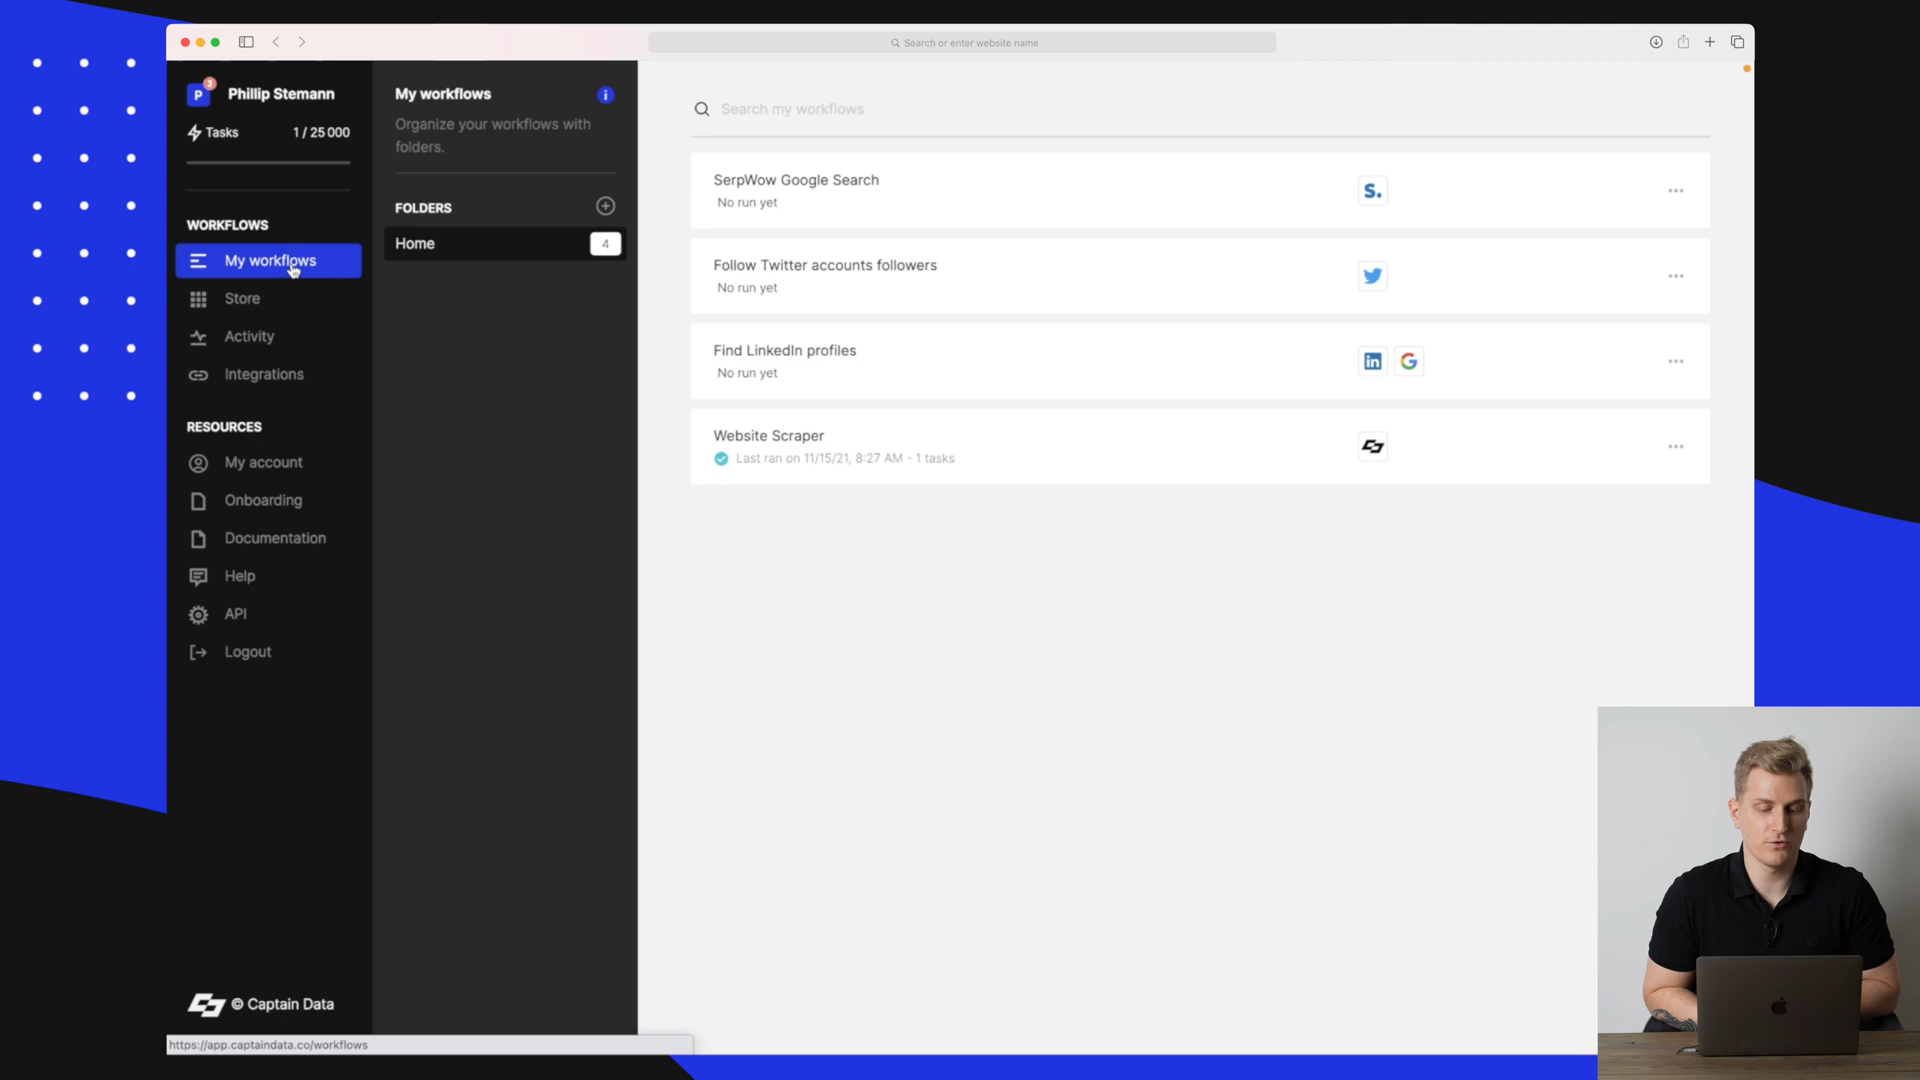 Search or enter website name
P
3
Phillip Stemann
Tasks
1 / 25 000
WORKFLOWS
My workflows
Store
Activity
Integrations
RESOURCES
My account
Onboarding
Documentation
Help
API
Logout
© Captain Data
https://app.captaindata.co/workflows
My workflows
i
Organize your workflows with
folders.
FOLDERS
Home
4
Search my workflows
SerpWow Google Search
No run yet
S.
Follow Twitter accounts followers
No run yet
Find LinkedIn profiles
No run yet
in
G
Website Scraper
Last ran on 11/15/21, 8:27 AM - 1 tasks